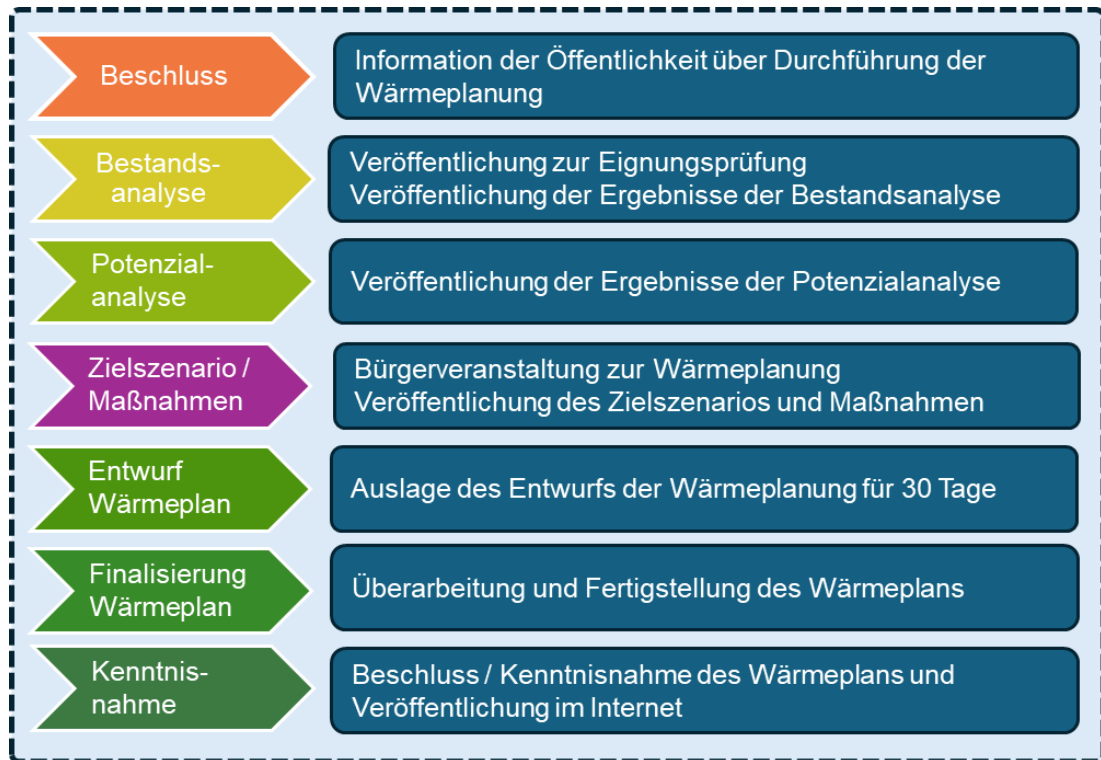 Beschluss
Information der Öffentlichkeit über Durchführung der
Wärmeplanung
Bestands-
analyse
Veröffentlichung zur Eignungsprüfung
Veröffentlichung der Ergebnisse der Bestandsanalyse
Potenzial-
analyse
Veröffentlichung der Ergebnisse der Potenzialanalyse
Zielszenario /
Maßnahmen
Bürgerveranstaltung zur Wärmeplanung
Veröffentlichung des Zielszenarios und Maßnahmen
Entwurf
Wärmeplan
Auslage des Entwurfs der Wärmeplanung für 30 Tage
Finalisierung
Wärmeplan
Überarbeitung und Fertigstellung des Wärmeplans
Kenntnis-
nahme
Beschluss / Kenntnisnahme des Wärmeplans und
Veröffentlichung im Internet